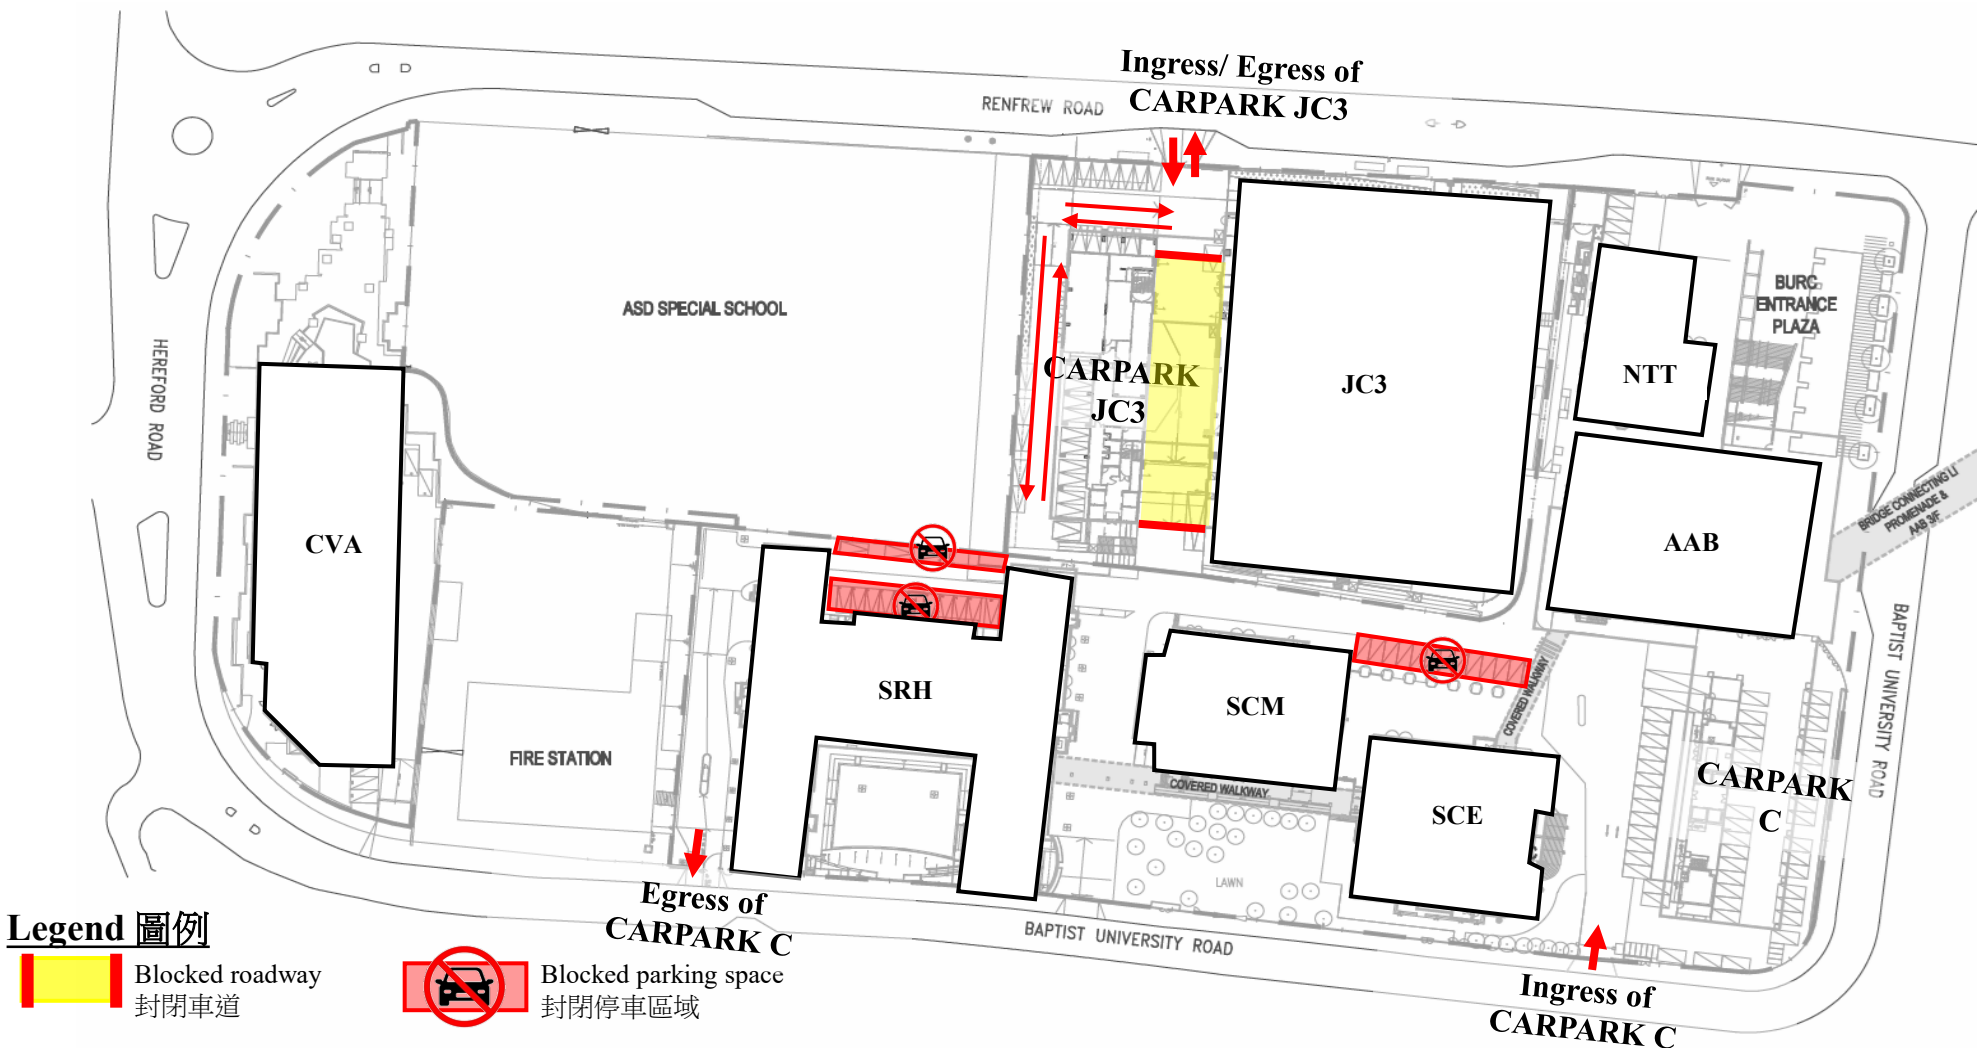 Ingress/ Egress of
CARPARK JC3
RENFREW ROAD
HEREFORD ROAD
ASD SPECIAL SCHOOL
CARPARK
JC3
JC3
NTT
BURC
ENTRANCE
PLAZA
BRIDGE CONNECTING LI
PROMENADE &
AAB 3/F
AAB
CVA
SRH
SCM
COVERED WALKWAY
BAPTIST UNIVERSITY ROAD
FIRE STATION
COVERED WALKWAY
SCE
CARPARK
C
LAWN
Egress of
CARPARK C
BAPTIST UNIVERSITY ROAD
Ingress of
CARPARK C
Legend 圖例
Blocked roadway
封閉車道
Blocked parking space
封閉停車區域